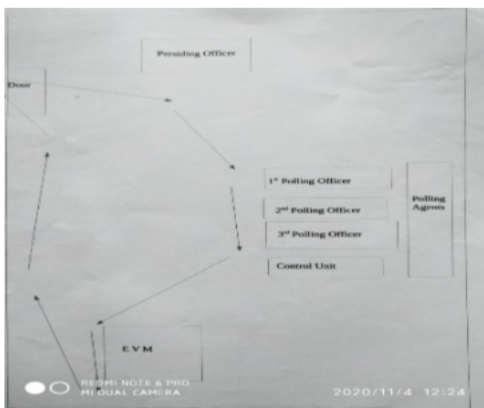 Presiding Officer
Door
1st Polling Officer
2nd Polling Officer
3rd Polling Officer
Control Unit
Polling
Agents
E V M
REDMI NOTE 6 PRO
MI DUAL CAMERA
2020/11/4 12:24